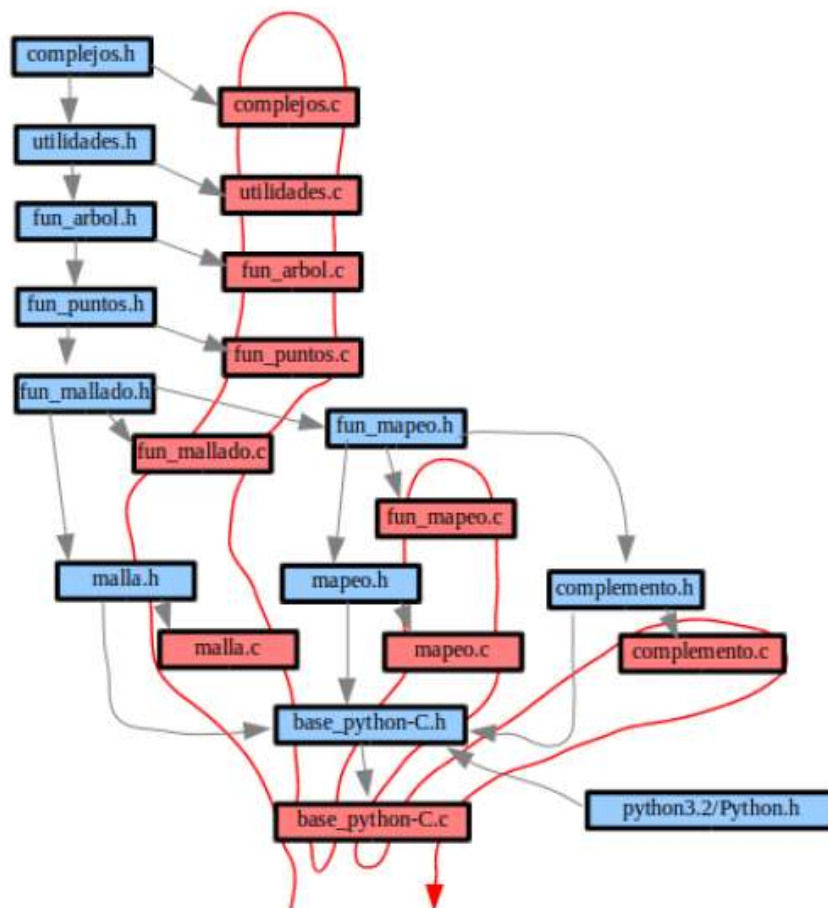 complejos.h
complejos.c
utilidades.h
utilidades.c
fun_arbol.h
fun_arbol.c
fun_puntos.h
fun_puntos.c
fun_mallado.h
fun_mapeo.h
fun_mallado.c
fun_mapeo.c
malla.h
mapeo.h
complemento.h
malla.c
mapeo.c
complemento.c
base_python-C.h
python3.2/Python.h
base_python-C.c